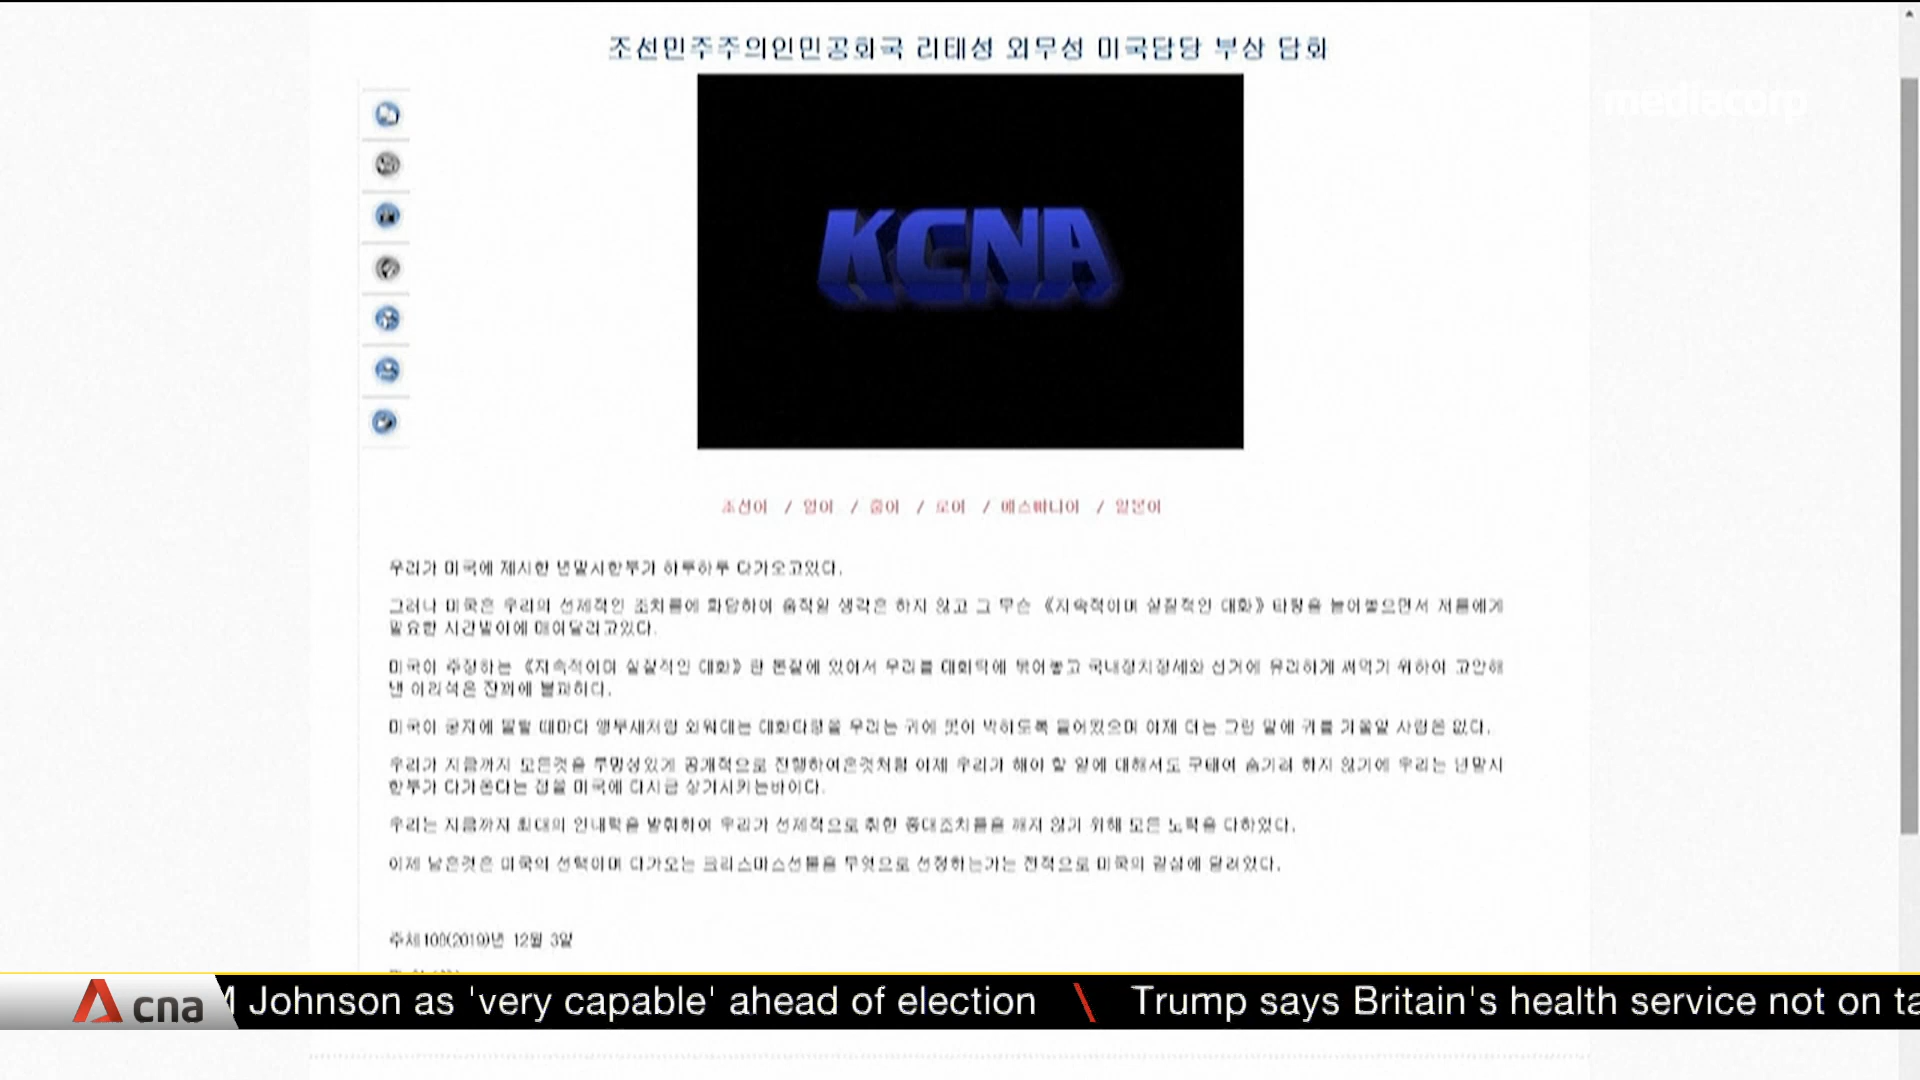 조선민주주의인민공화국 리태성 외무성 미국담당 부상 담화
mediacorp
KCNA
조선어 / 영어 / 중어 / 로어 / 에스빠냐어 / 일본어
우리가 미국에 제시한 년말시한부가 하루하루 다가오고있다.
그러나 미국은 우리의 선제적인 조치들에 화답하여 움직일 생각은 하지 않고 그 무슨 《지속적이며 실질적인 대화》타령을 늘어놓으면서 저들에게
필요한 시간벌이에 매여달리고있다.
미국이 주장하는 《지속적이며 실질적인 대화》란 본질에 있어서 우리를 대화탁에 묶어놓고 국내정치정세와 선거에 유리하게 써먹기 위하여 고안해
낸 어리석은 잔꾀에 불과하다.
미국이 궁지에 몰릴 때마다 앵무새처럼 외워대는 대화타령을 우리는 귀에 못이 박히도록 들어왔으며 이제 더는 그런 말에 귀를 기울일 사람은 없다.
우리가 지금까지 모든것을 투명성있게 공개적으로 진행하여온것처럼 이제 우리가 해야 할 일에 대해서도 구태여 숨기려 하지 않기에 우리는 년말시
한부가 다가온다는 점을 미국에 다시금 상기시키는바이다.
우리는 지금까지 최대의 인내력을 발휘하여 우리가 선제적으로 취한 중대조치들을 깨지 않기 위해 모든 노력을 다하였다.
이제 남은것은 미국의 선택이며 다가오는 크리스마스선물을 무엇으로 선정하는가는 전적으로 미국의 결심에 달려있다.
주체108(2019)년 12월 3일
cna Johnson as 'very capable' ahead of election \ Trump says Britain's health service not on